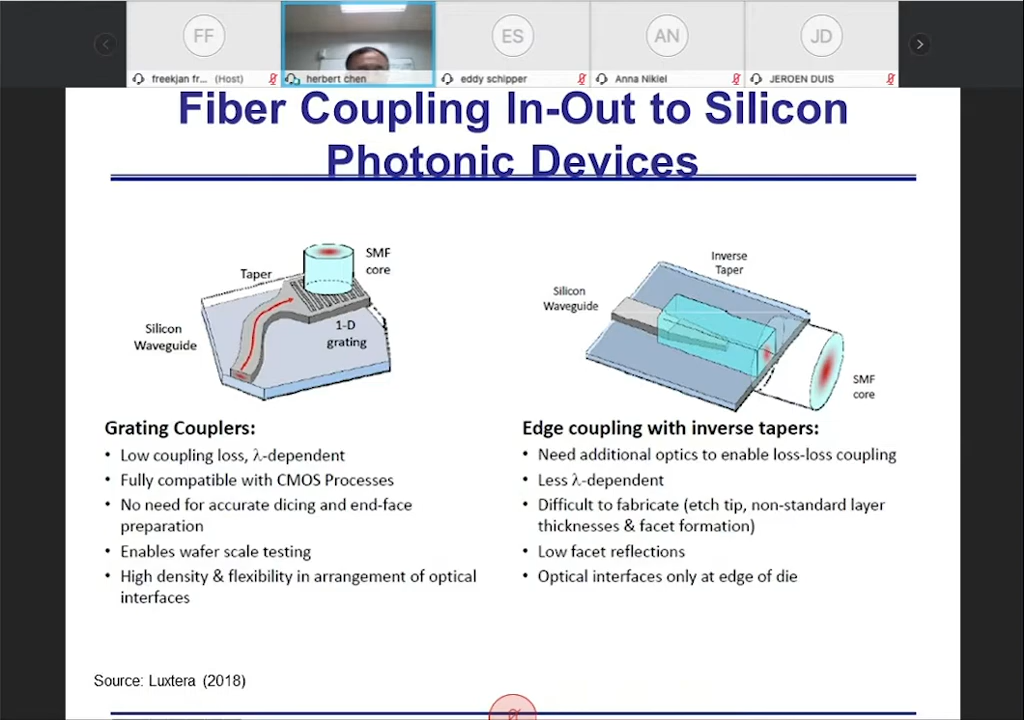 FF
ES
AN
JD
freekjan fr... (Host)
herbert chen
eddy schipper
Anna Nikiel
JEROEN DUIS
Fiber Coupling In-Out to Silicon
Photonic Devices
SMF
core
Taper
Silicon
Waveguide
1-D
grating
Inverse
Taper
Silicon
Waveguide
SMF
core
Grating Couplers:
• Low coupling loss, λ-dependent
• Fully compatible with CMOS Processes
• No need for accurate dicing and end-face
preparation
• Enables wafer scale testing
• High density & flexibility in arrangement of optical
interfaces
Edge coupling with inverse tapers:
• Need additional optics to enable loss-loss coupling
• Less λ-dependent
• Difficult to fabricate (etch tip, non-standard layer
thicknesses & facet formation)
• Low facet reflections
• Optical interfaces only at edge of die
Source: Luxtera (2018)